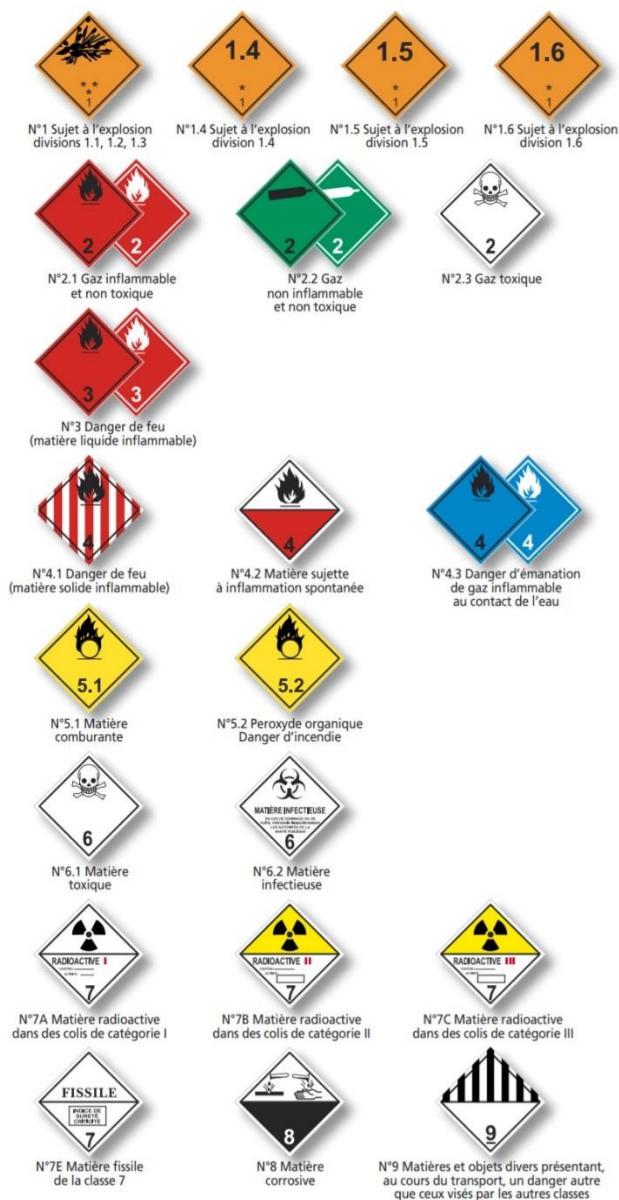 1.4
1.5
1.6
* *
*
1
*
1
*
1
*
1
N°1 Sujet à l'explosion
divisions 1.1, 1.2, 1.3
N°1.4 Sujet à l'explosion
division 1.4
N°1.5 Sujet à l'explosion
division 1.5
N°1.6 Sujet à l'explosion
division 1.6
2
2
2
2
2
N°2.1 Gaz inflammable
et non toxique
N°2.2 Gaz
non inflammable
et non toxique
N°2.3 Gaz toxique
3
3
N°3 Danger de feu
(matière liquide inflammable)
4
4
4
4
N°4.1 Danger de feu
(matière solide inflammable)
N°4.2 Matière sujette
à inflammation spontanée
N°4.3 Danger d'émanation
de gaz inflammable
au contact de l'eau
5.1
5.2
N°5.1 Matière
comburante
N°5.2 Peroxyde organique
Danger d'incendie
6
MATIÈRE INFECTIEUSE
6
N°6.1 Matière
toxique
N°6.2 Matière
infectieuse
RADIOACTIVE I
7
RADIOACTIVE II
7
RADIOACTIVE III
7
N°7A Matière radioactive
dans des colis de catégorie I
N°7B Matière radioactive
dans des colis de catégorie II
N°7C Matière radioactive
dans des colis de catégorie III
FISSILE
INDICE DE
SURETÉ
CRITICITÉ
7
8
9
N°7E Matière fissile
de la classe 7
N°8 Matière
corrosive
N°9 Matières et objets divers présentant,
au cours du transport, un danger autre
que ceux visés par les autres classes